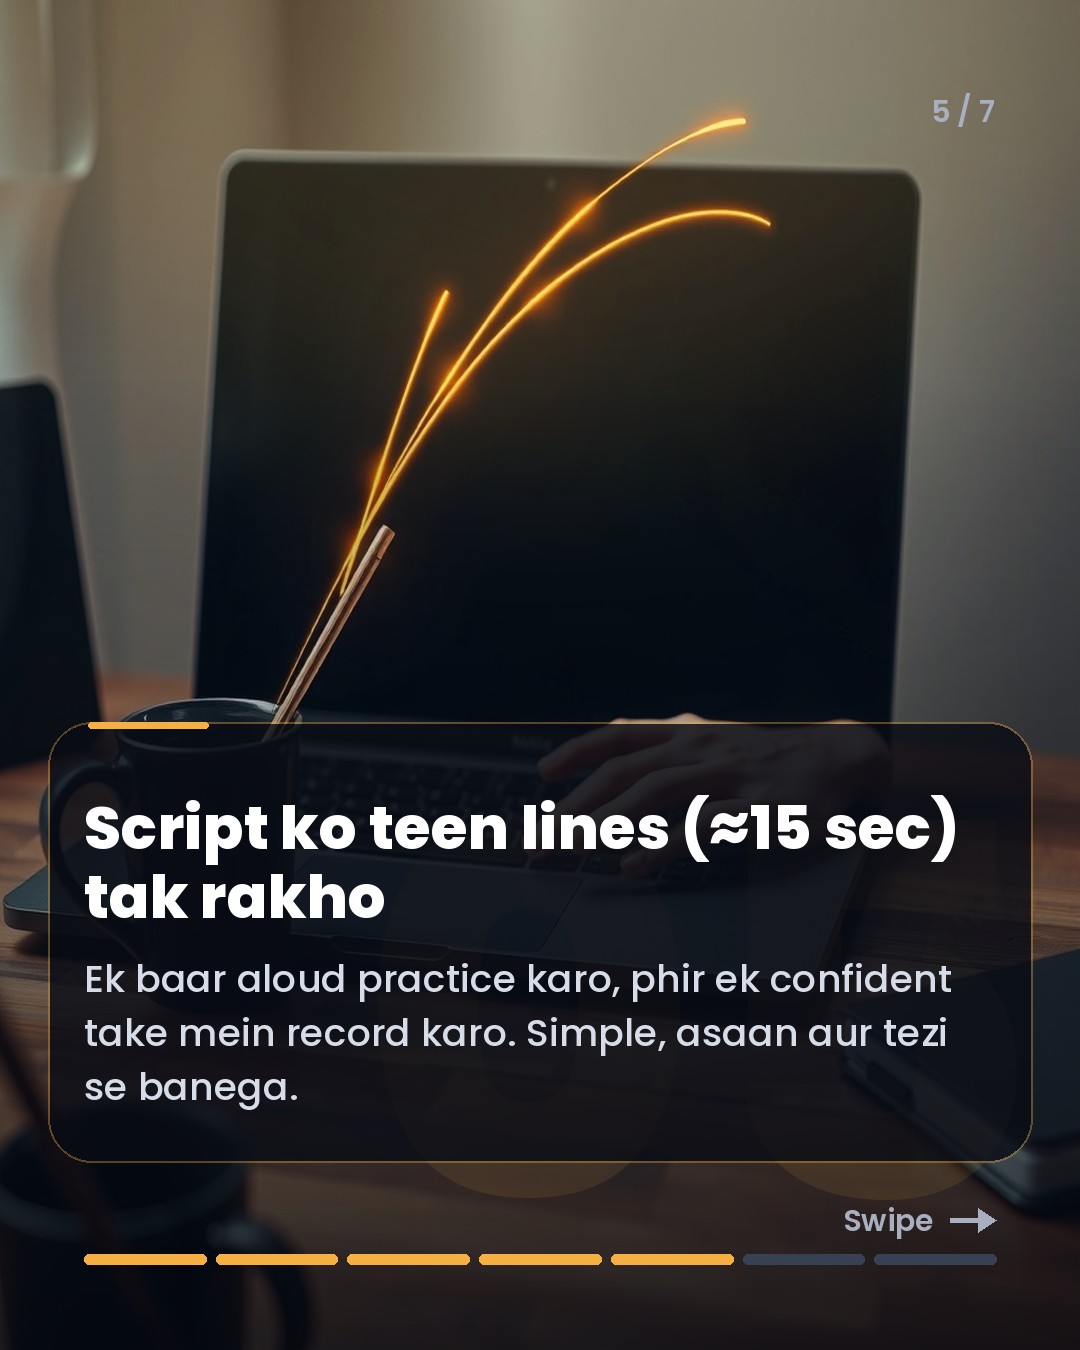 5 / 7
Script ko teen lines (≈15 sec)
tak rakho
Ek baar aloud practice karo, phir ek confident
take mein record karo. Simple, asaan aur tezi
se banega.
Swipe